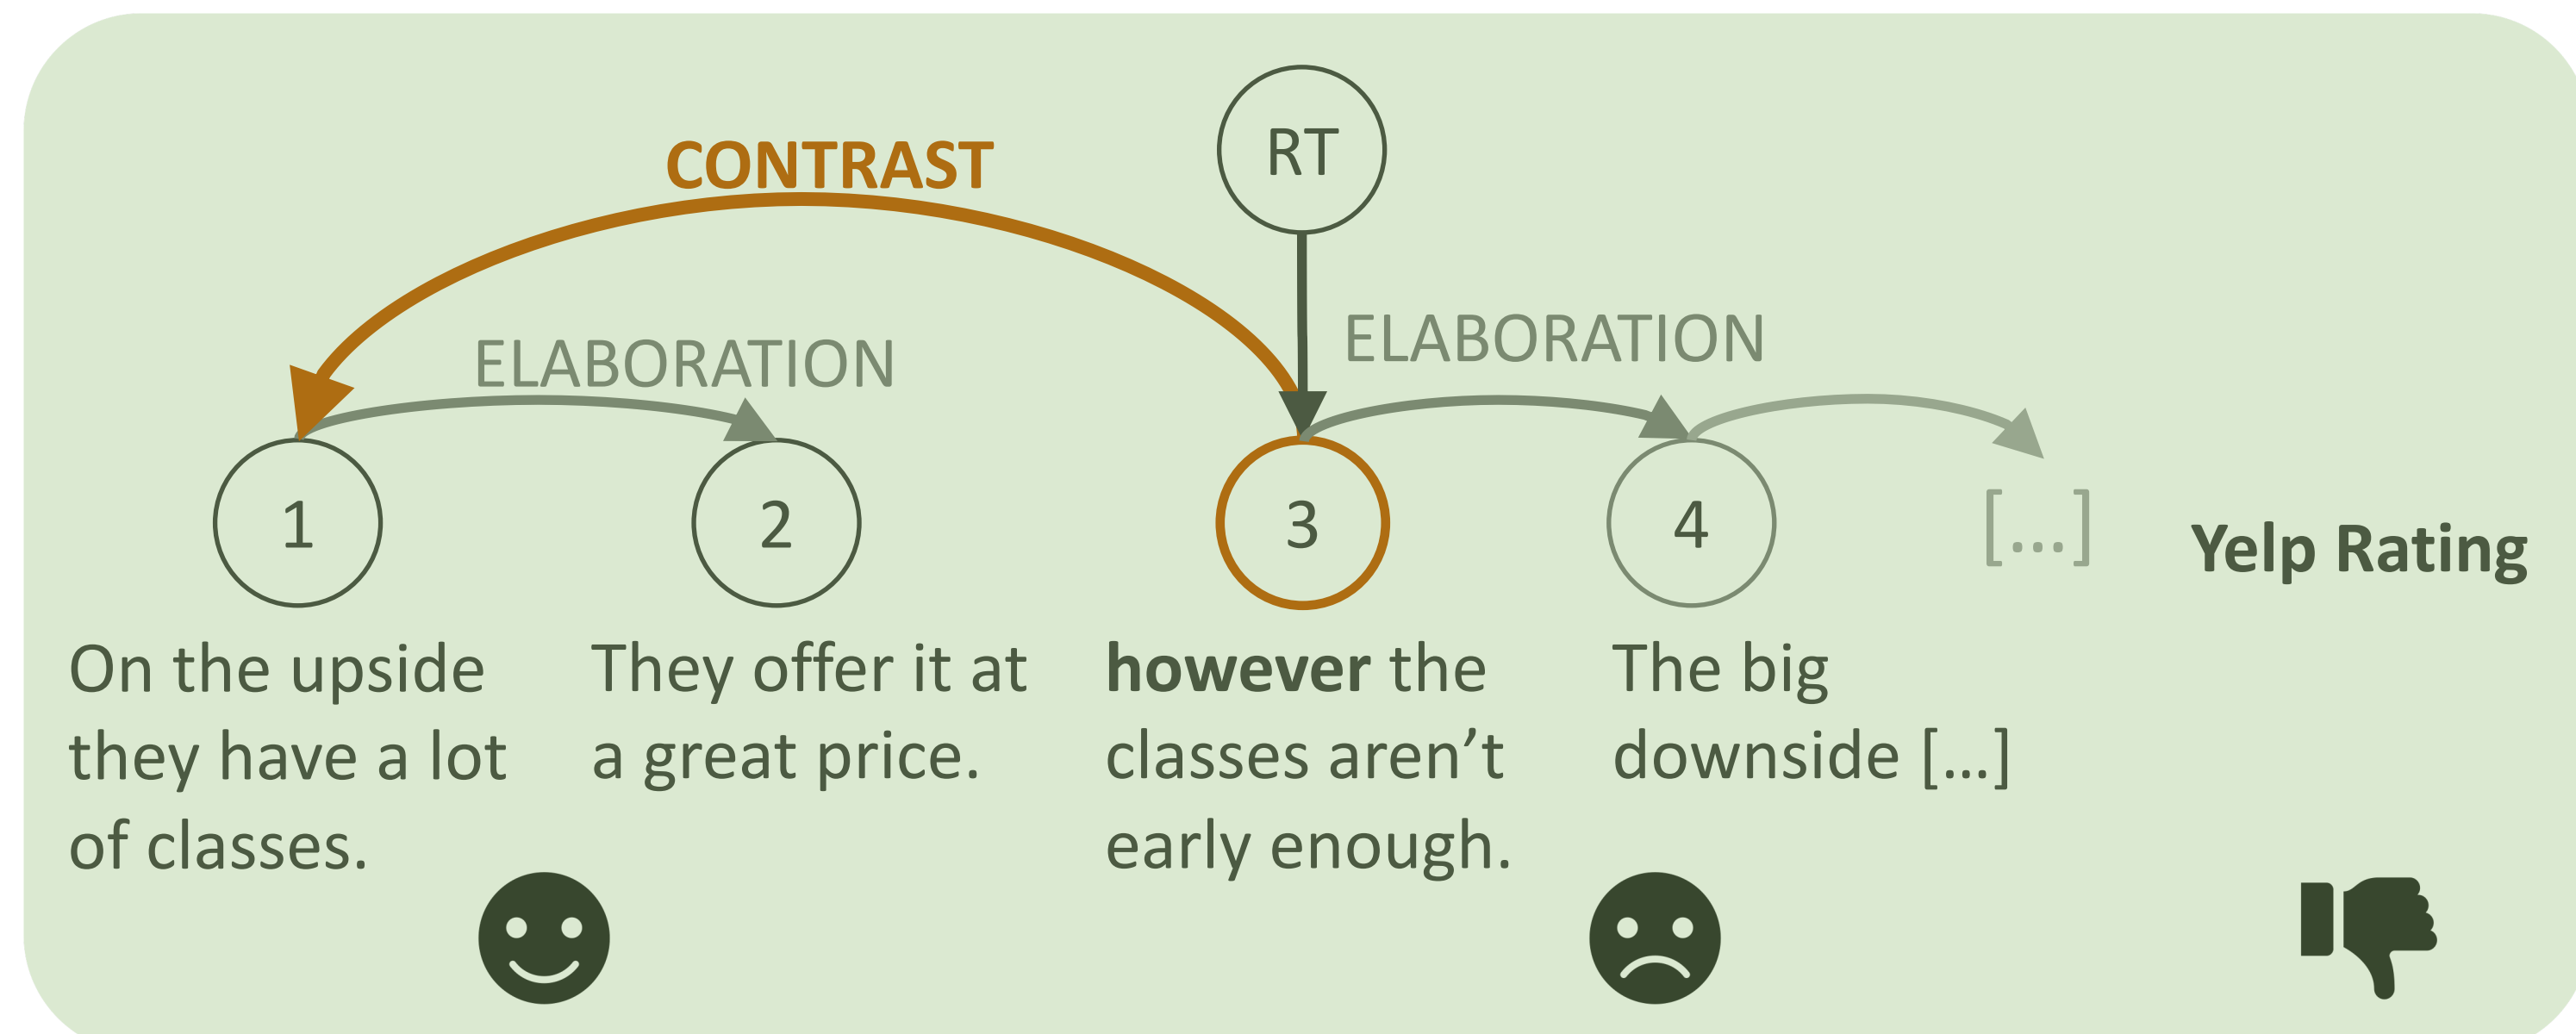 RT
CONTRAST
ELABORATION
ELABORATION
1
2
3
4
[...]
Yelp Rating
On the upside
they have a lot
of classes.
They offer it at
a great price.
however the
classes aren’t
early enough.
The big
downside [...]